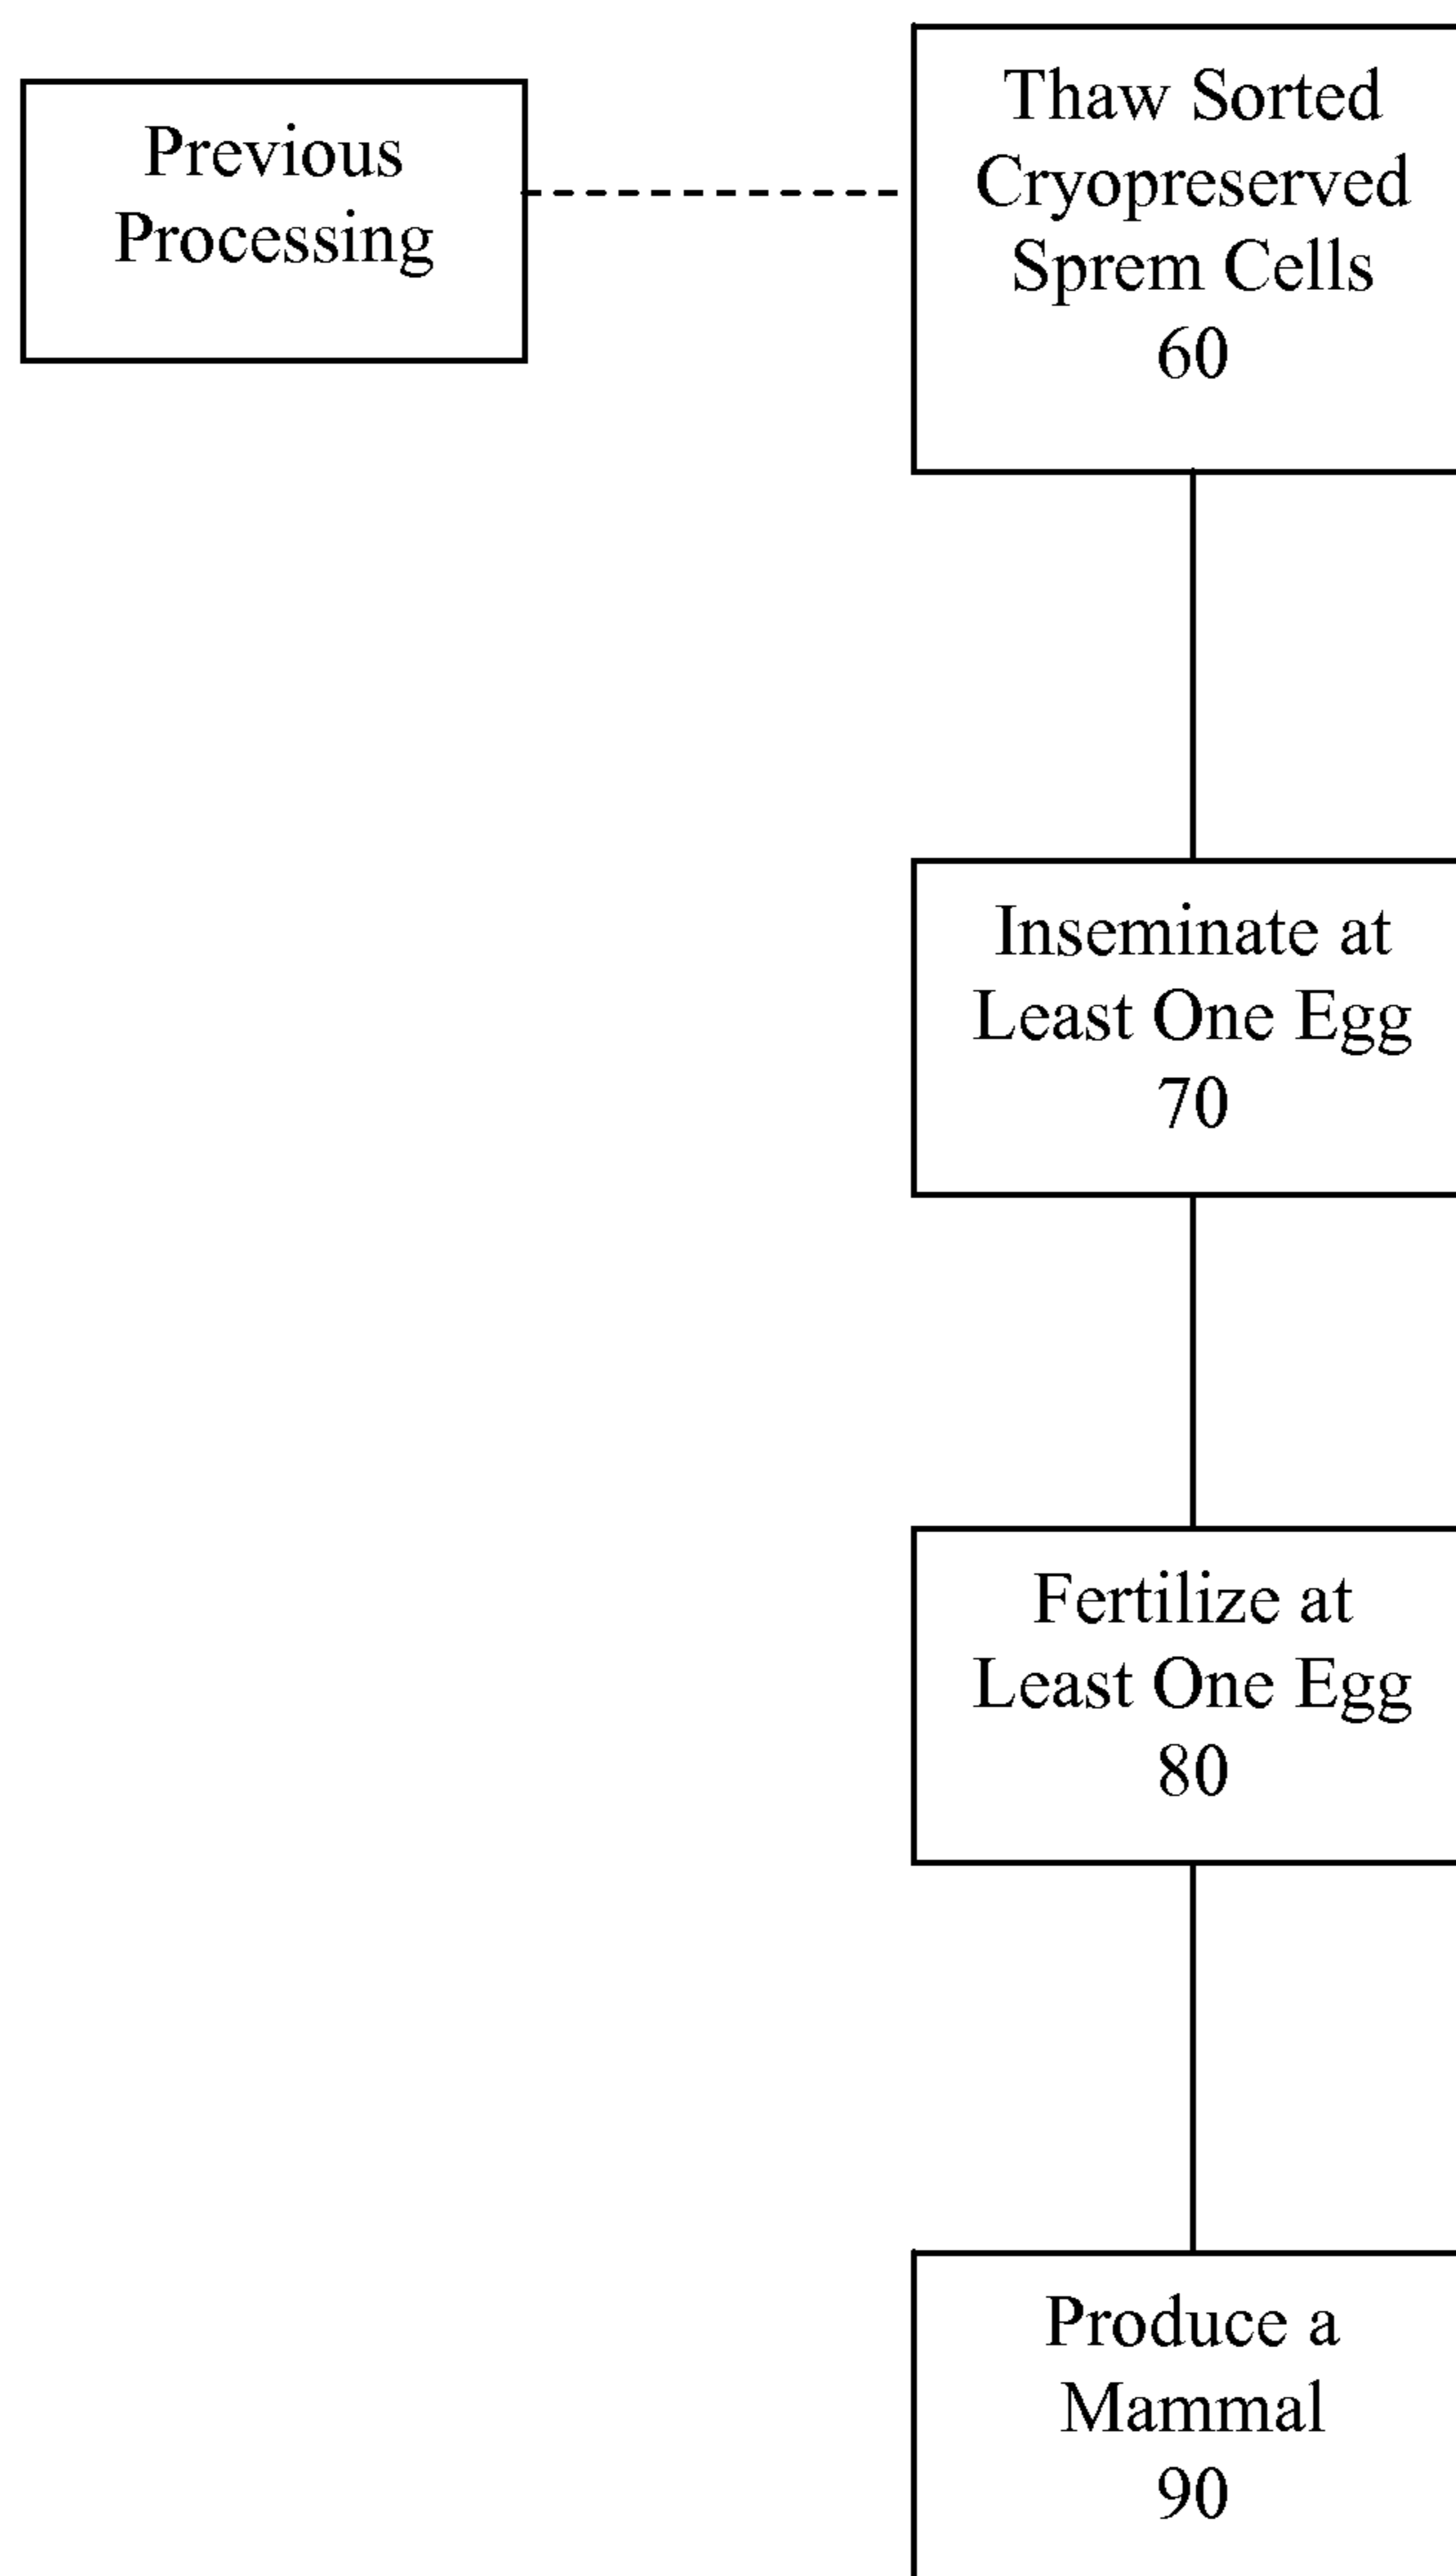 Previous
Processing
Thaw Sorted
Cryopreserved
Sprem Cells
60
Inseminate at
Least One Egg
70
Fertilize at
Least One Egg
80
Produce a
Mammal
90